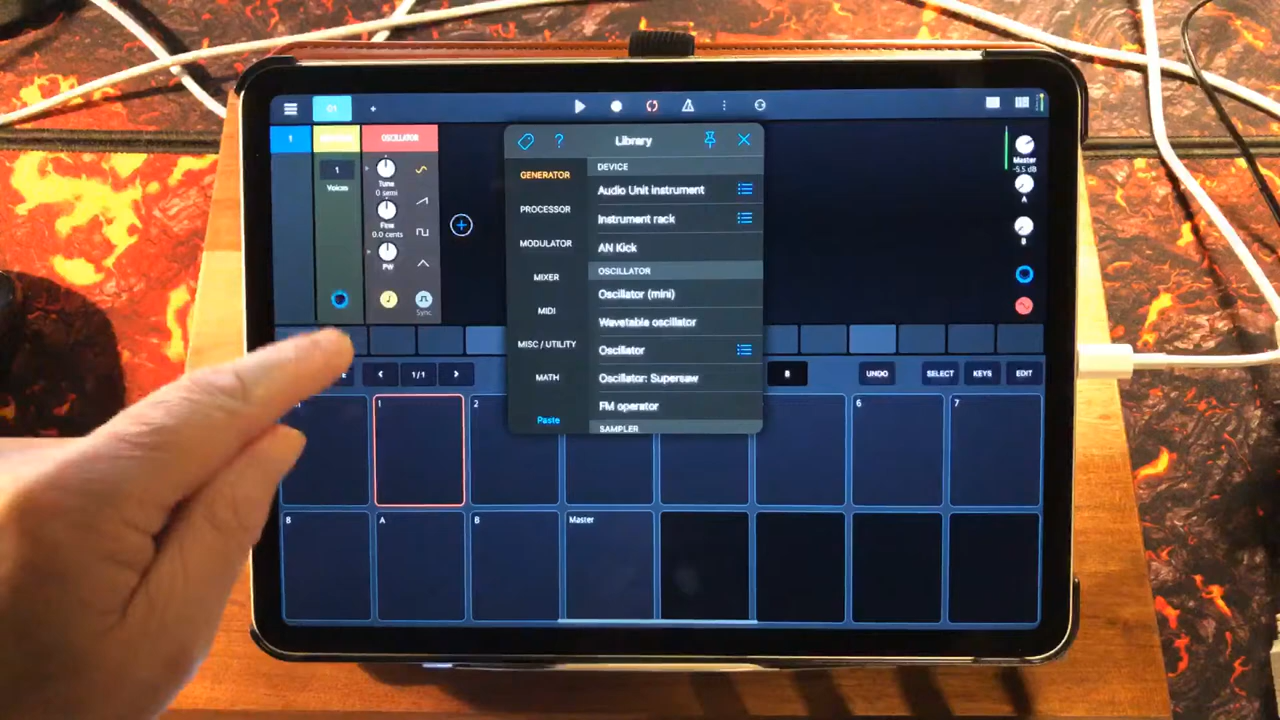 01
+
1
OSCILLATOR
Library
?
1
Voices
Tune
0 semi
Fine
0.0 cents
PW
Sync
GENERATOR
PROCESSOR
MODULATOR
MIXER
MIDI
MISC / UTILITY
MATH
Paste
DEVICE
Audio Unit instrument
Instrument rack
AN Kick
OSCILLATOR
Oscillator (mini)
Wavetable oscillator
Oscillator
Oscillator: Supersaw
FM operator
SAMPLER
Master
-5.5 dB
A
B
<
1/1
>
B
UNDO
SELECT
KEYS
EDIT
1
2
6
7
B
A
B
Master